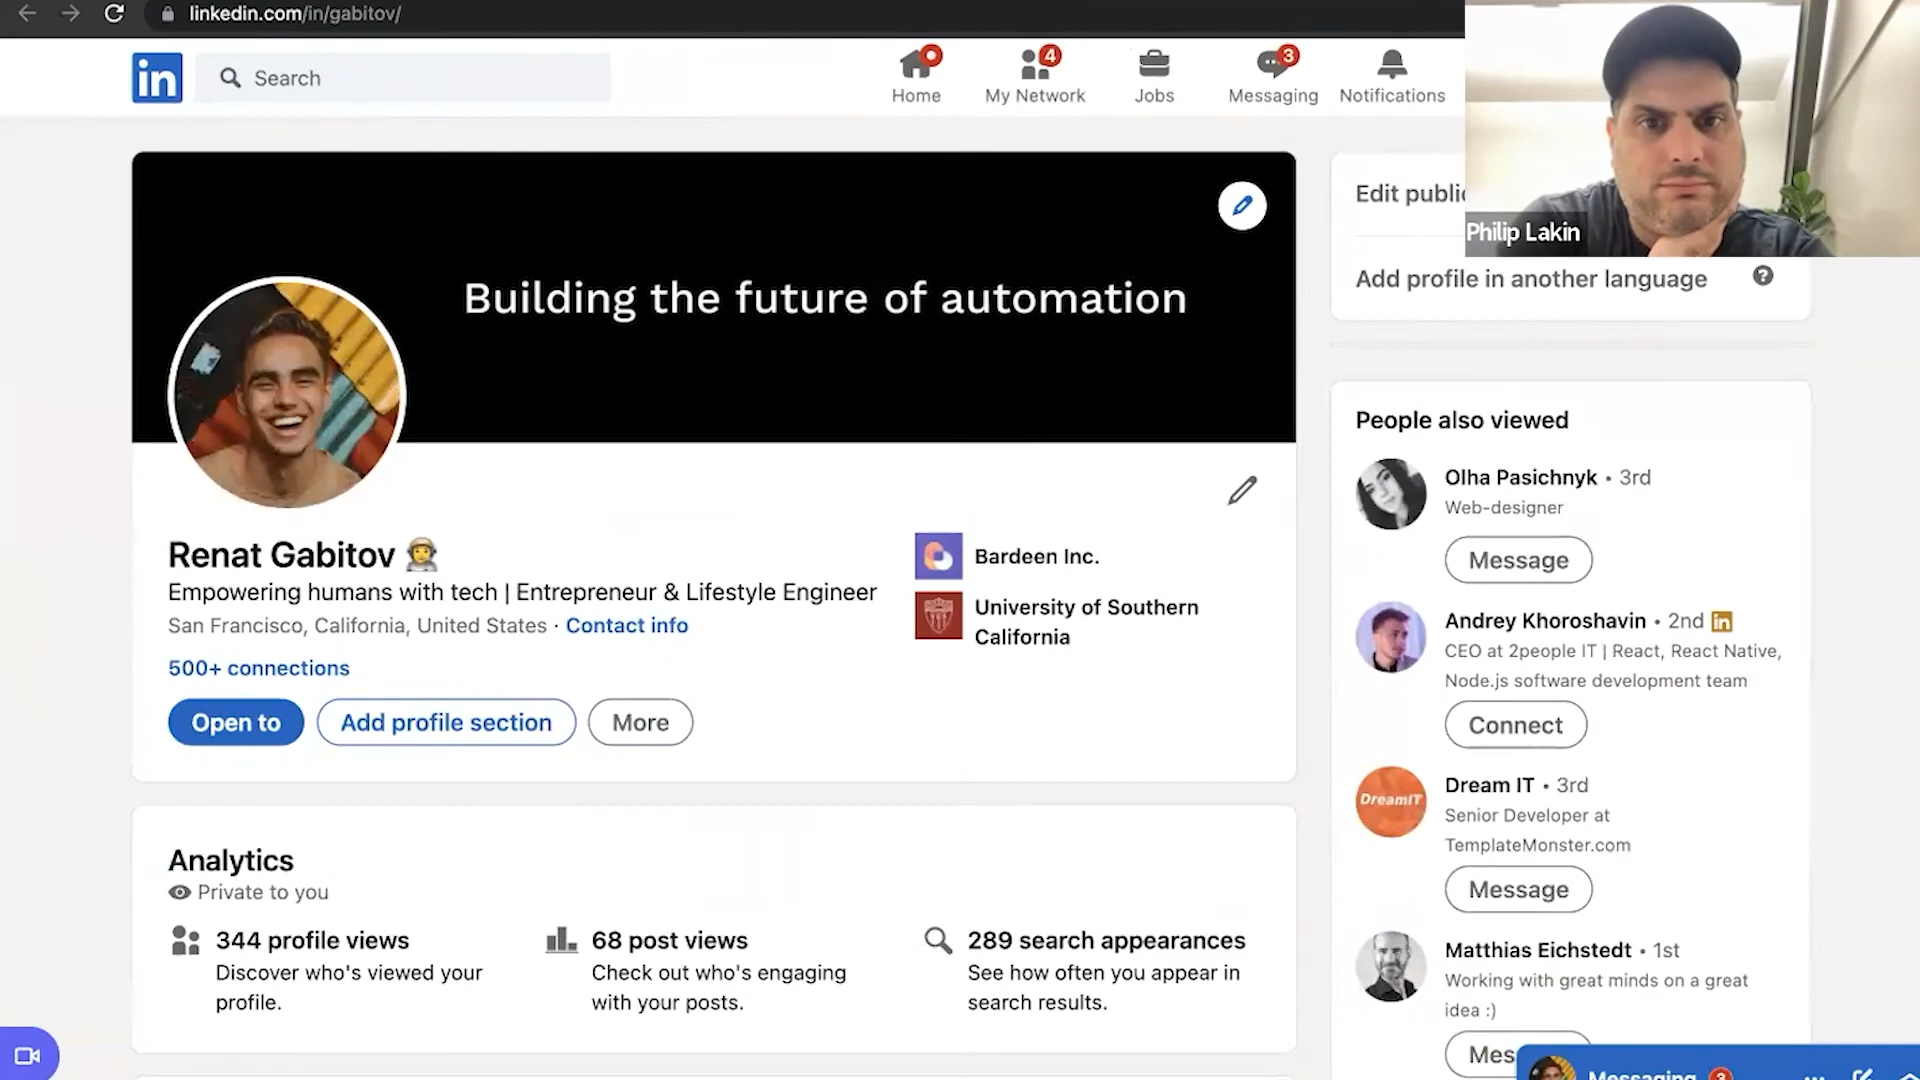 linkedin.com/in/gabitov/
in
Search
Home
4
My Network
Jobs
3
Messaging
Notifications
Philip Lakin
Building the future of automation
Renat Gabitov
Empowering humans with tech | Entrepreneur & Lifestyle Engineer
San Francisco, California, United States · Contact info
500+ connections
Open to
Add profile section
More
Bardeen Inc.
University of Southern
California
Analytics
Private to you
344 profile views
Discover who's viewed your
profile.
68 post views
Check out who's engaging
with your posts.
289 search appearances
See how often you appear in
search results.
Edit public
Add profile in another language
?
People also viewed
Olha Pasichnyk • 3rd
Web-designer
Message
Andrey Khoroshavin • 2nd in
CEO at 2people IT | React, React Native,
Node.js software development team
Connect
DreamIT
Dream IT • 3rd
Senior Developer at
TemplateMonster.com
Message
Matthias Eichstedt • 1st
Working with great minds on a great
idea :)
Mes
Messaging
3